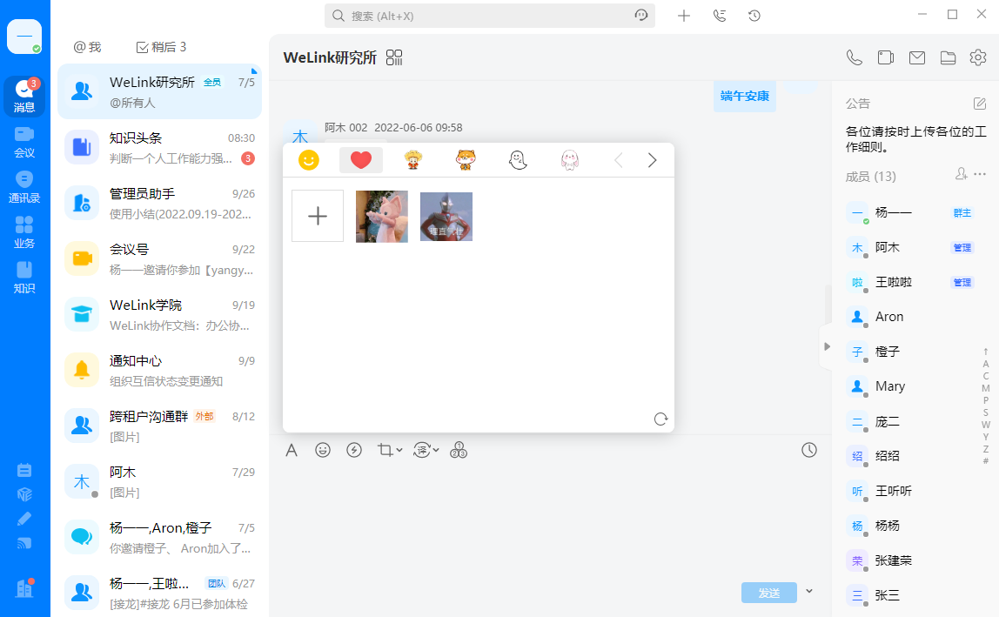 搜索 (Alt+X)
@ 我
稍后 3
3
消息
会议
通讯录
业务
知识
WeLink研究所 全员 7/5
@所有人
知识头条 08:30
判断一个人工作能力强... 3
管理员助手 9/26
使用小结(2022.09.19-202...
会议号 9/22
杨一一邀请你参加【yangy...
WeLink学院 9/19
WeLink协作文档：办公协...
通知中心 9/9
组织互信状态变更通知
跨租户沟通群 外部 8/12
[图片]
木
阿木 7/29
[图片]
杨一一,Aron,橙子 7/5
你邀请橙子、 Aron加入了...
杨一一,王啦... 团队 6/27
[接龙]#接龙 6月已参加体检
WeLink研究所
端午安康
木
阿木 002 2022-06-06 09:58
理直气壮
A
译
1
2 3
发送
公告
各位请按时上传各位的工
作细则。
成员 (13)
一 杨一一 群主
木 阿木 管理
啦 王啦啦 管理
Aron
子 橙子
Mary
二 庞二
绍 绍绍
听 王听听
杨 杨杨
荣 张建荣
三 张三
↑
A
C
M
P
S
W
Y
Z
#